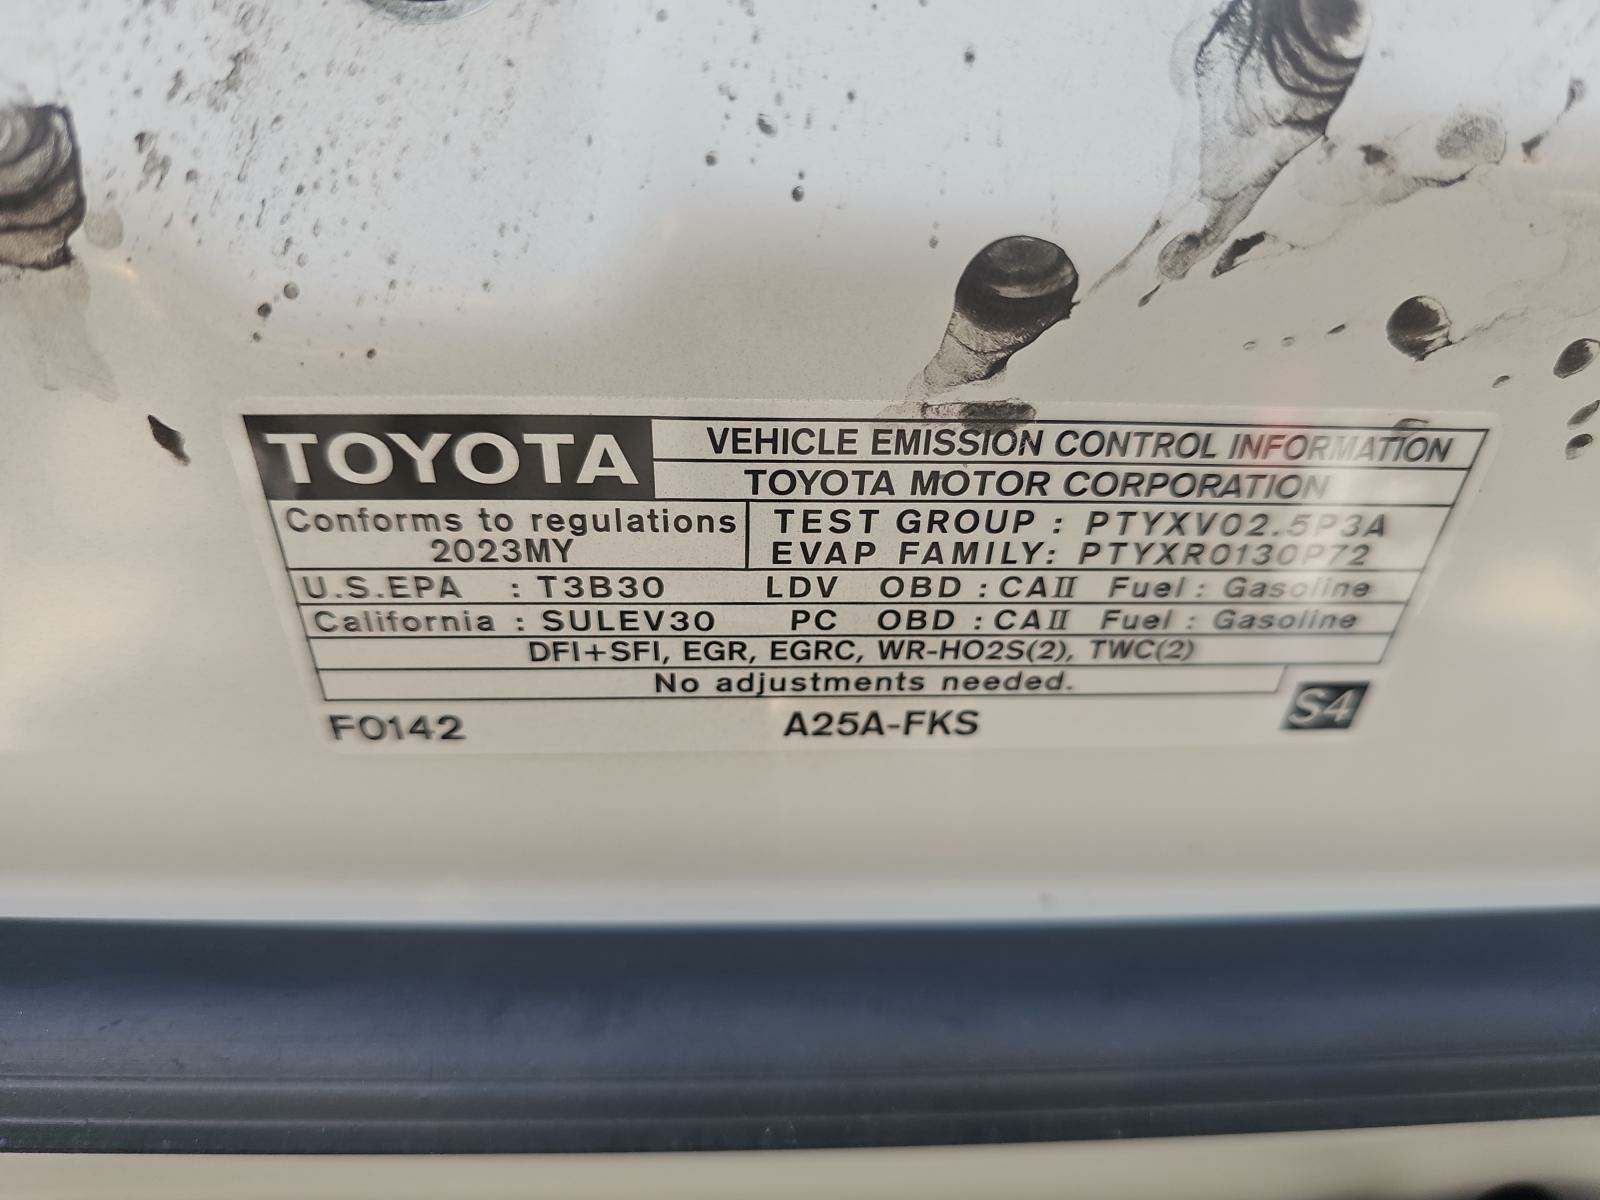 TOYOTA
VEHICLE EMISSION CONTROL INFORMATION
TOYOTA MOTOR CORPORATION
Conforms to regulations
2023MY
TEST GROUP : PTYXV02.5P3A
EVAP FAMILY: PTYXR0130P72
U.S.EPA : T3B30 LDV OBD : CAII Fuel : Gasoline
California : SULEV30 PC OBD : CAII Fuel : Gasoline
DFI+SFI, EGR, EGRC, WR-HO2S(2), TWC(2)
No adjustments needed.
F0142 A25A-FKS S4